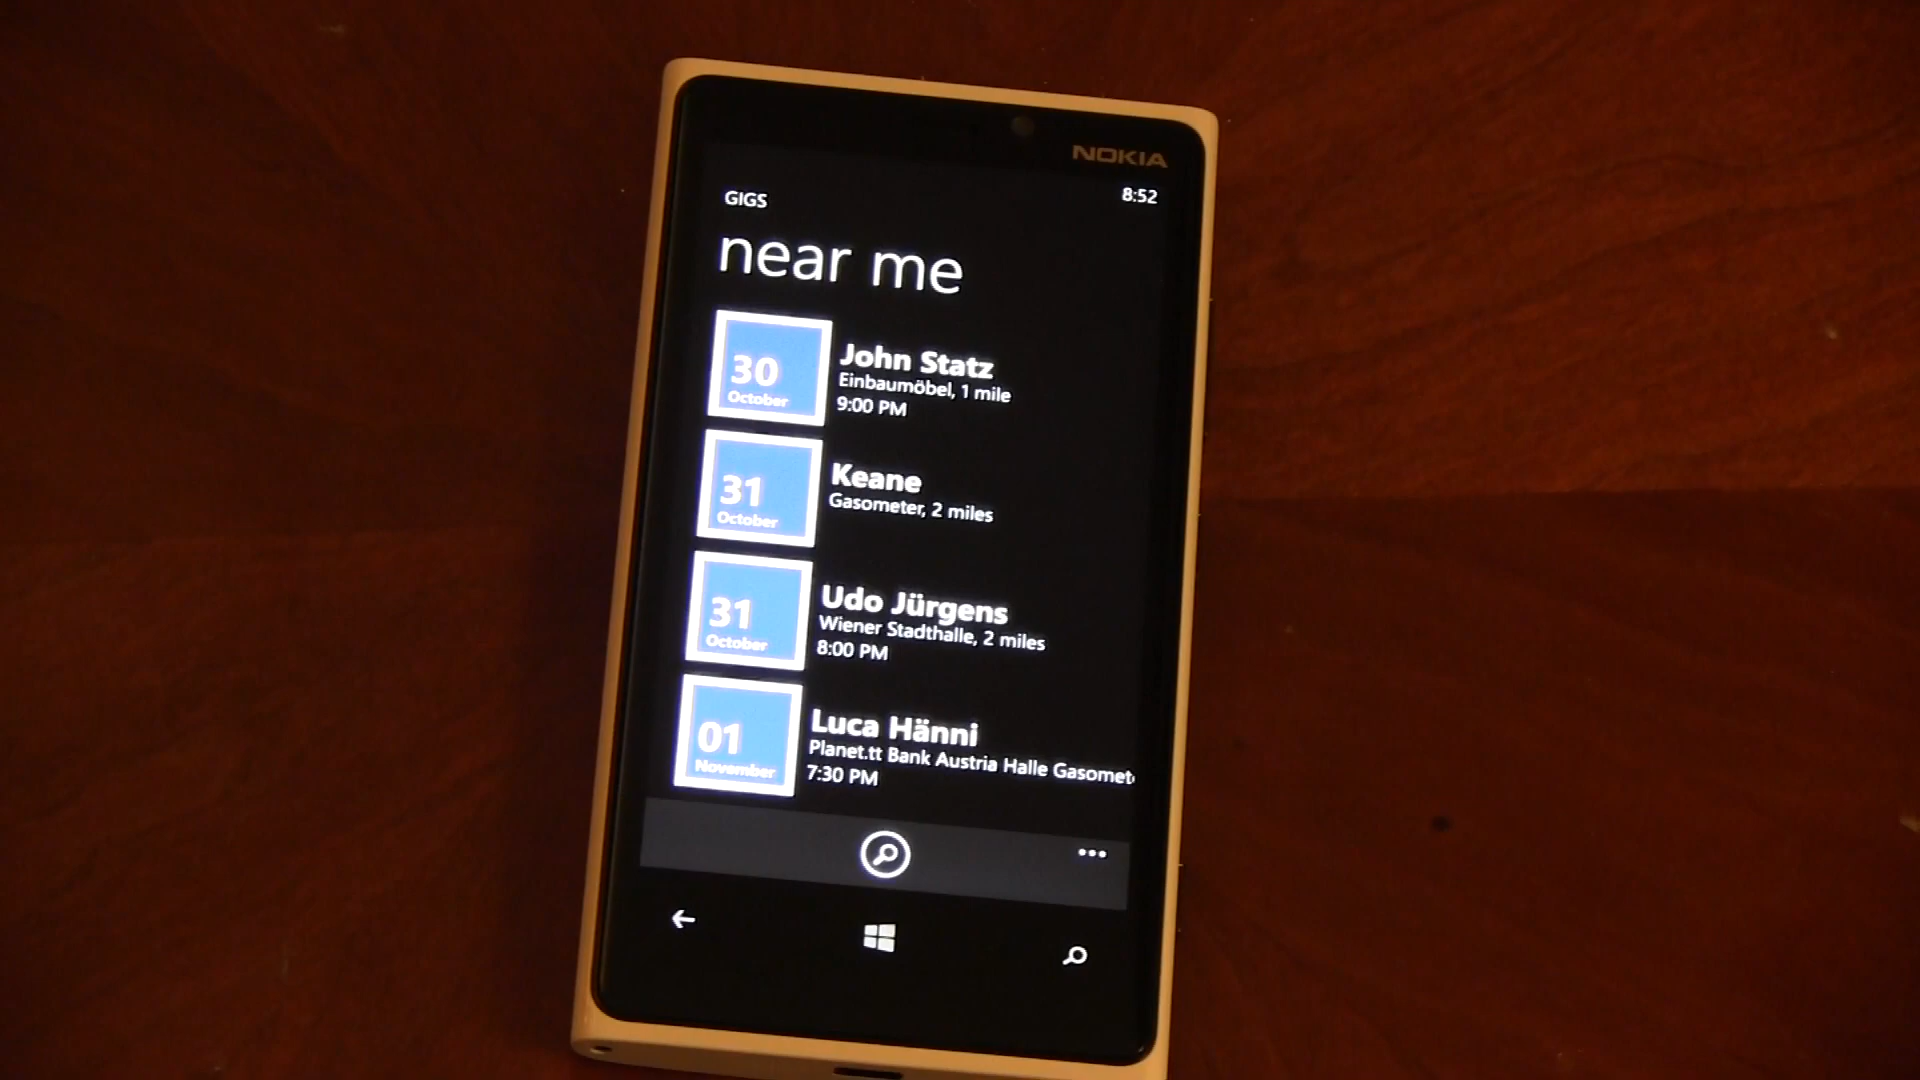 NOKIA
8:52
GIGS
near me
30
October
John Statz
Einbaumöbel, 1 mile
9:00 PM
31
October
Keane
Gasometer, 2 miles
31
October
Udo Jürgens
Wiener Stadthalle, 2 miles
8:00 PM
01
November
Luca Hänni
Planet.tt Bank Austria Halle Gasomet
7:30 PM